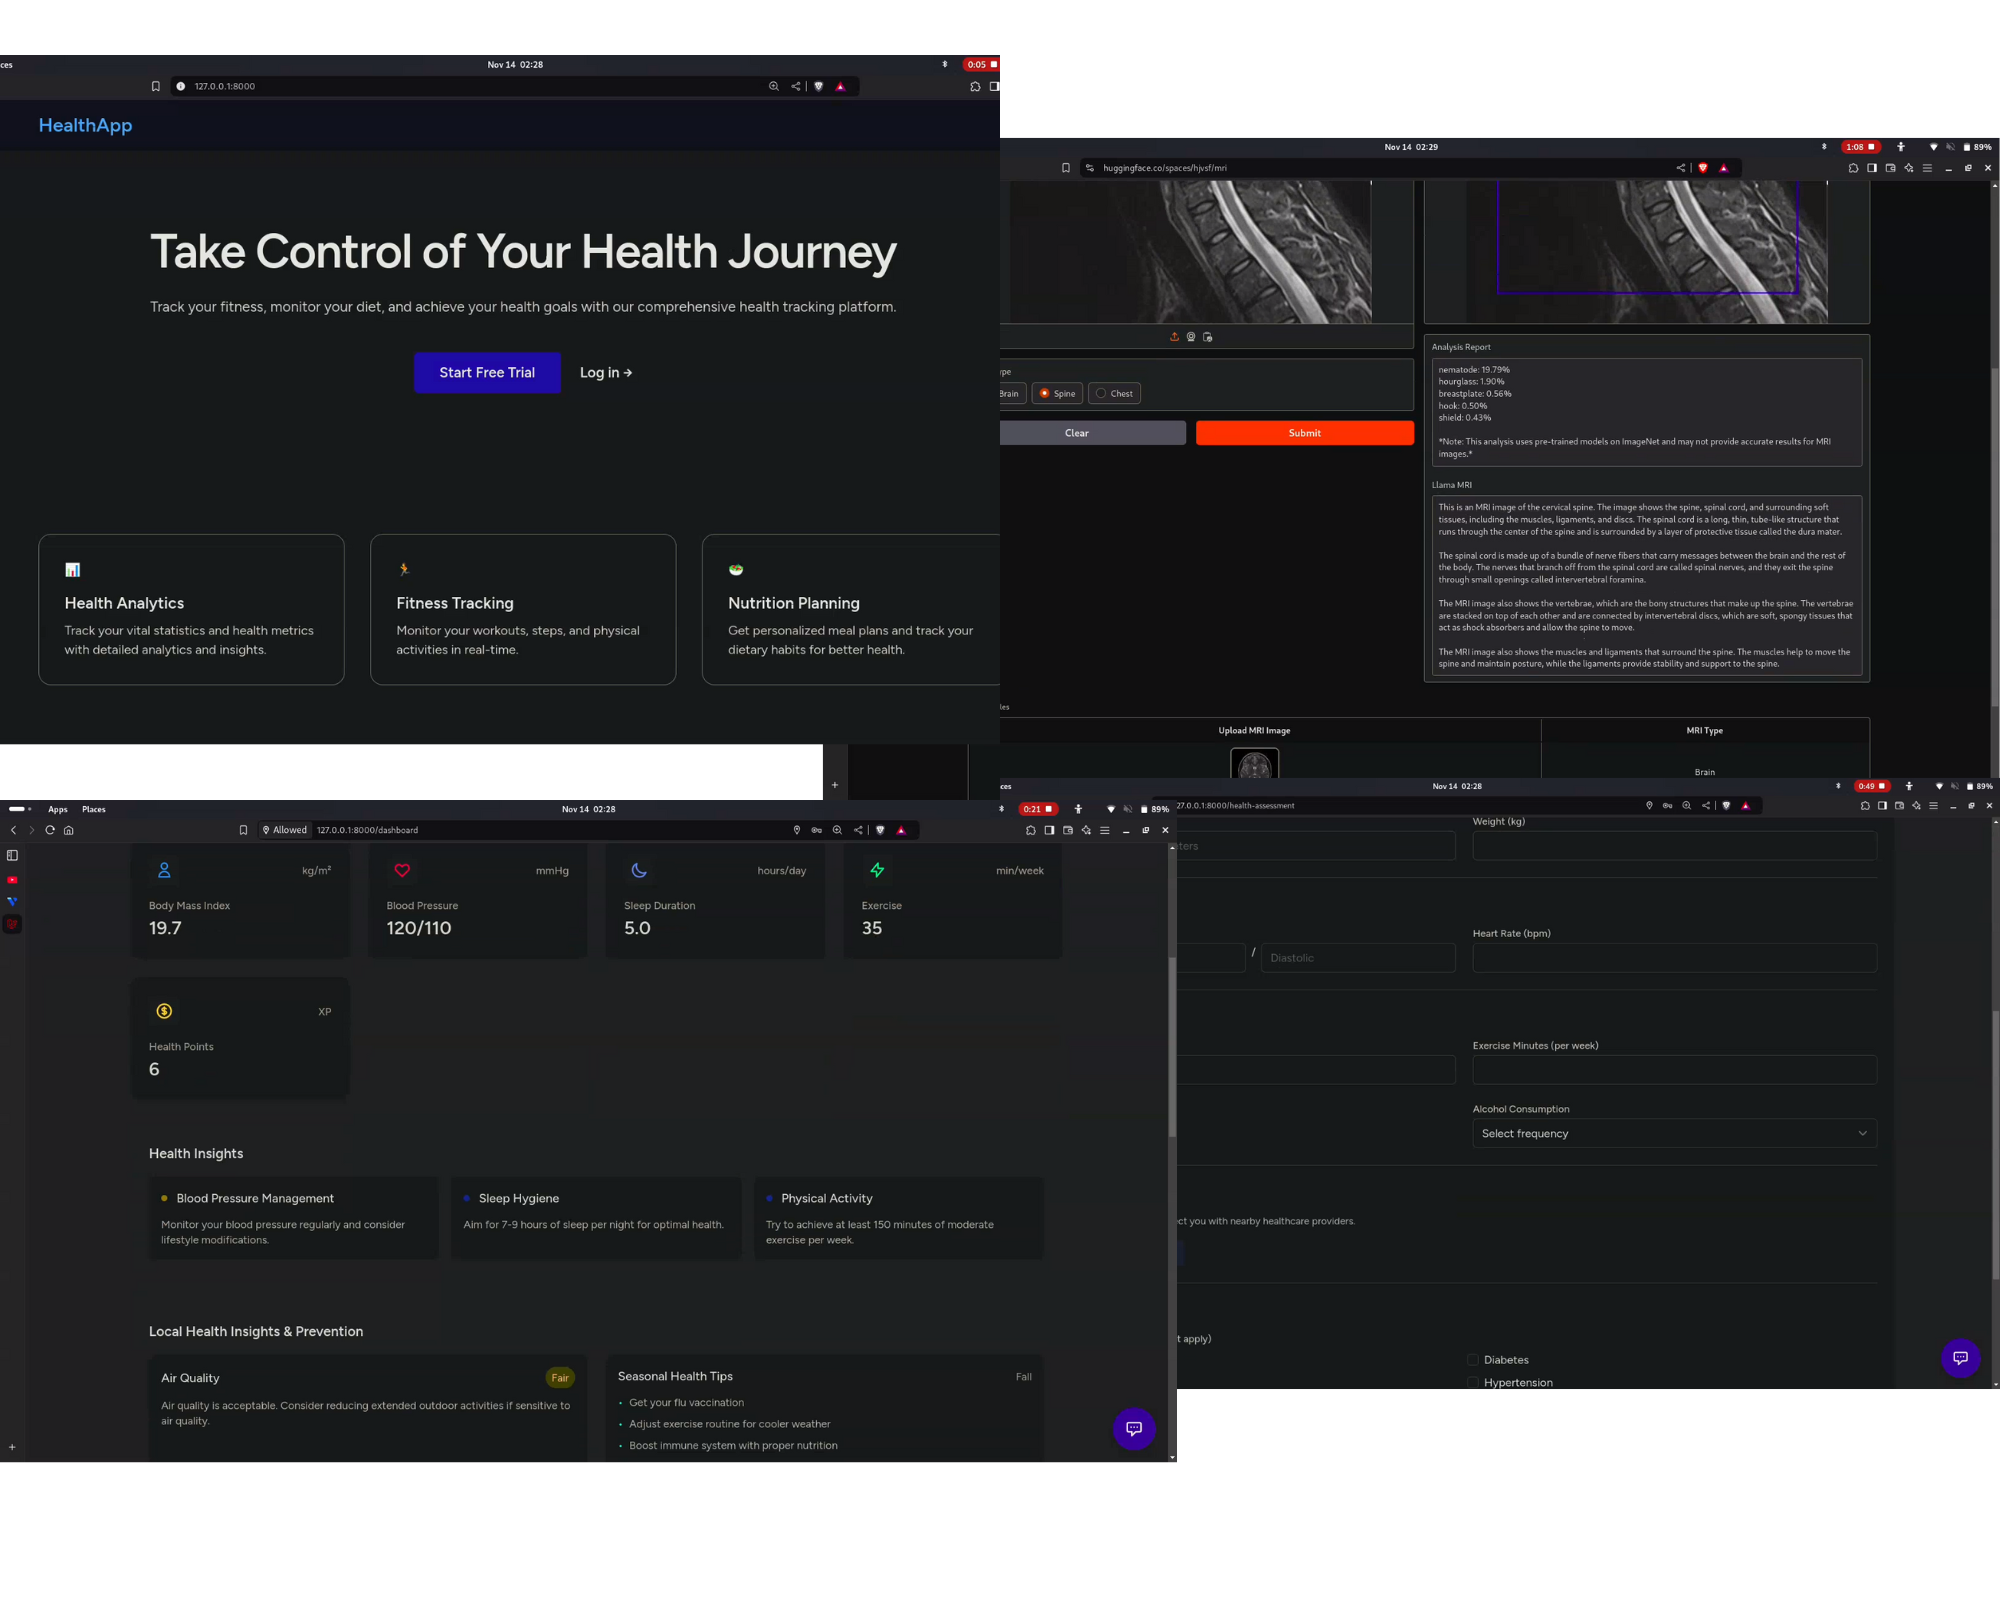 ces
Nov 14 02:28
0:05
127.0.0.1:8000
HealthApp
Take Control of Your Health Journey
Track your fitness, monitor your diet, and achieve your health goals with our comprehensive health tracking platform.
Start Free Trial
Log in →
Health Analytics
Track your vital statistics and health metrics
with detailed analytics and insights.
Fitness Tracking
Monitor your workouts, steps, and physical
activities in real-time.
Nutrition Planning
Get personalized meal plans and track your
dietary habits for better health.
Nov 14 02:29
1:08
89%
huggingface.co/spaces/hjvsf/mri
ype
Brain
Spine
Chest
Clear
Submit
Analysis Report
nematode: 19.79%
hourglass: 1.90%
breastplate: 0.56%
hook: 0.50%
shield: 0.43%
*Note: This analysis uses pre-trained models on ImageNet and may not provide accurate results for MRI
images.*
Llama MRI
This is an MRI image of the cervical spine. The image shows the spine, spinal cord, and surrounding soft
tissues, including the muscles, ligaments, and discs. The spinal cord is a long, thin, tube-like structure that
runs through the center of the spine and is surrounded by a layer of protective tissue called the dura mater.
The spinal cord is made up of a bundle of nerve fibers that carry messages between the brain and the rest of
the body. The nerves that branch off from the spinal cord are called spinal nerves, and they exit the spine
through small openings called intervertebral foramina.
The MRI image also shows the vertebrae, which are the bony structures that make up the spine. The vertebrae
are stacked on top of each other and are connected by intervertebral discs, which are soft, spongy tissues that
act as shock absorbers and allow the spine to move.
The MRI image also shows the muscles and ligaments that surround the spine. The muscles help to move the
spine and maintain posture, while the ligaments provide stability and support to the spine.
les
Upload MRI Image
MRI Type
Brain
Apps Places
Nov 14 02:28
0:21
89%
Allowed
127.0.0.1:8000/dashboard
kg/m²
Body Mass Index
19.7
mmHg
Blood Pressure
120/110
hours/day
Sleep Duration
5.0
min/week
Exercise
35
XP
Health Points
6
Health Insights
Blood Pressure Management
Monitor your blood pressure regularly and consider
lifestyle modifications.
Sleep Hygiene
Aim for 7-9 hours of sleep per night for optimal health.
Physical Activity
Try to achieve at least 150 minutes of moderate
exercise per week.
Local Health Insights & Prevention
Air Quality
Fair
Air quality is acceptable. Consider reducing extended outdoor activities if sensitive to
air quality.
Seasonal Health Tips
Fall
• Get your flu vaccination
• Adjust exercise routine for cooler weather
• Boost immune system with proper nutrition
ces
Nov 14 02:28
0:49
89%
27.0.0.1:8000/health-assessment
Weight (kg)
ters
Heart Rate (bpm)
/
Diastolic
Exercise Minutes (per week)
Alcohol Consumption
Select frequency
ct you with nearby healthcare providers.
t apply)
Diabetes
Hypertension